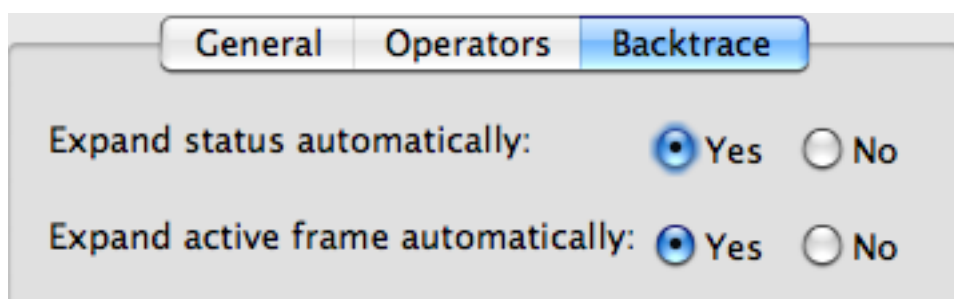 General Operators Backtrace
Expand status automatically: Yes No
Expand active frame automatically: Yes No